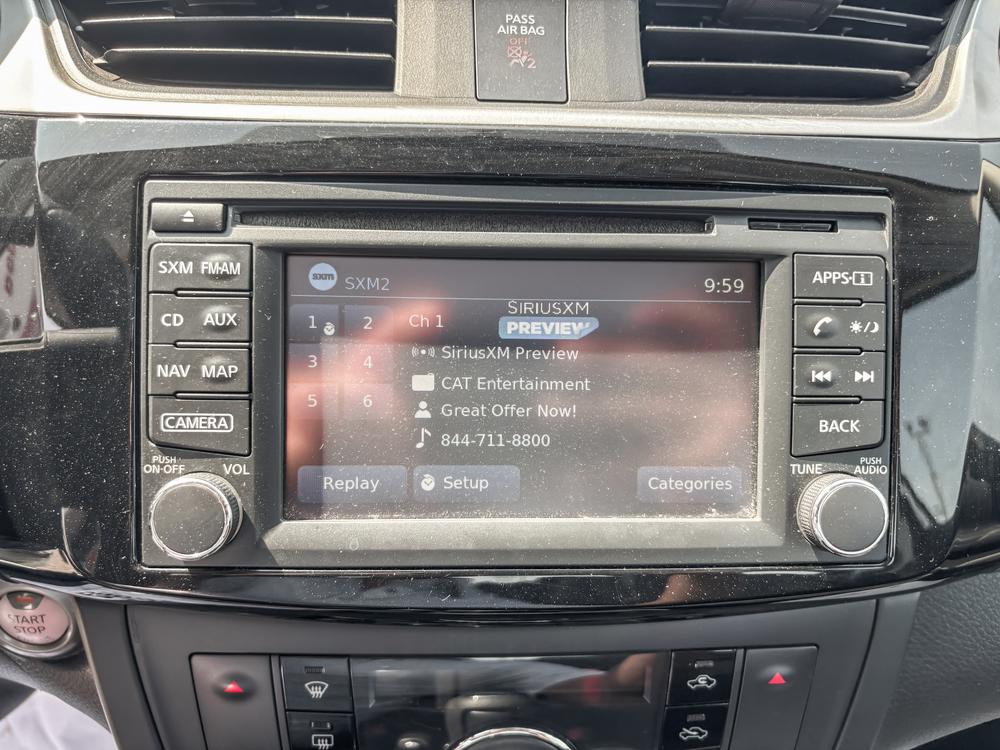 PASS
AIR BAG
OFF
2
SXM FM·AM
CD AUX
NAV MAP
CAMERA
PUSH
ON·OFF VOL
sxm SXM2 9:59
1 2
3 4
5 6
Ch 1
SIRIUSXM
PREVIEW
SiriusXM Preview
CAT Entertainment
Great Offer Now!
844-711-8800
Replay Setup Categories
APPS·i
BACK
TUNE PUSH
AUDIO
START
STOP